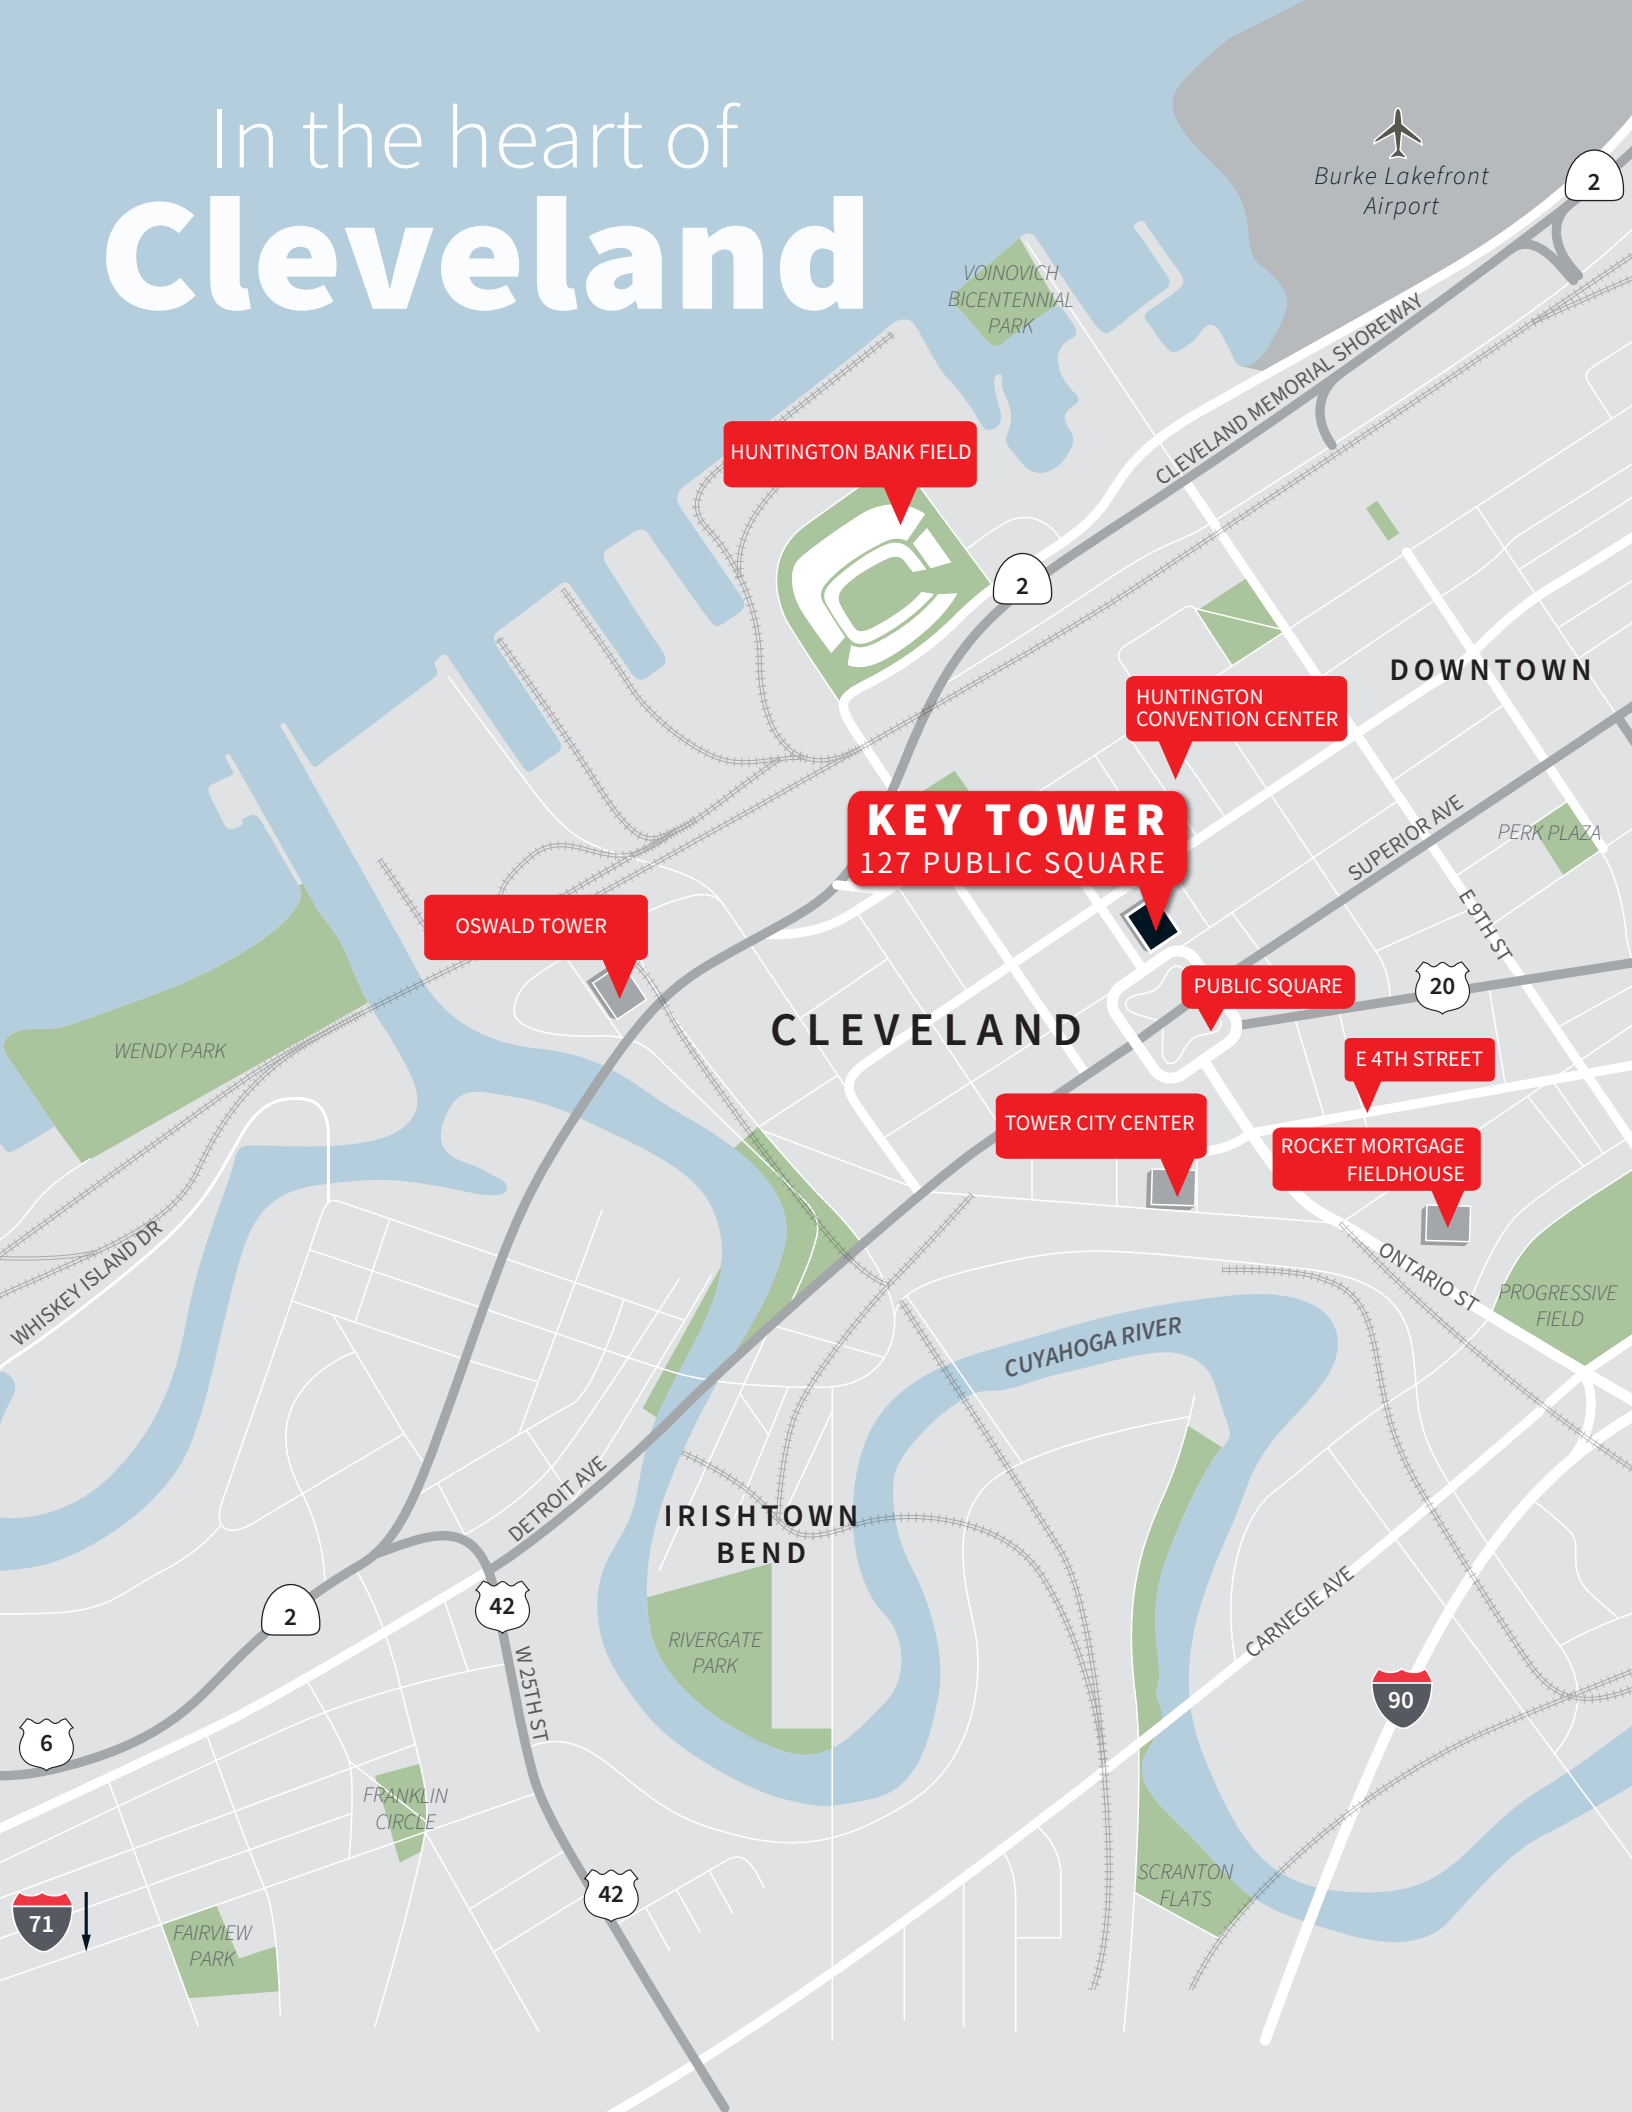 In the heart of
Cleveland
Burke Lakefront
Airport
2
VOINOVICH
BICENTENNIAL
PARK
CLEVELAND MEMORIAL SHOREWAY
HUNTINGTON BANK FIELD
2
DOWNTOWN
HUNTINGTON
CONVENTION CENTER
KEY TOWER
127 PUBLIC SQUARE
SUPERIOR AVE
PERK PLAZA
E 9TH ST
OSWALD TOWER
PUBLIC SQUARE
20
CLEVELAND
WENDY PARK
E 4TH STREET
TOWER CITY CENTER
ROCKET MORTGAGE
FIELDHOUSE
WHISKEY ISLAND DR
ONTARIO ST
PROGRESSIVE
FIELD
CUYAHOGA RIVER
DETROIT AVE
IRISHTOWN
BEND
2
42
CARNEGIE AVE
RIVERGATE
PARK
W 25TH ST
90
6
FRANKLIN
CIRCLE
SCRANTON
FLATS
42
71
FAIRVIEW
PARK